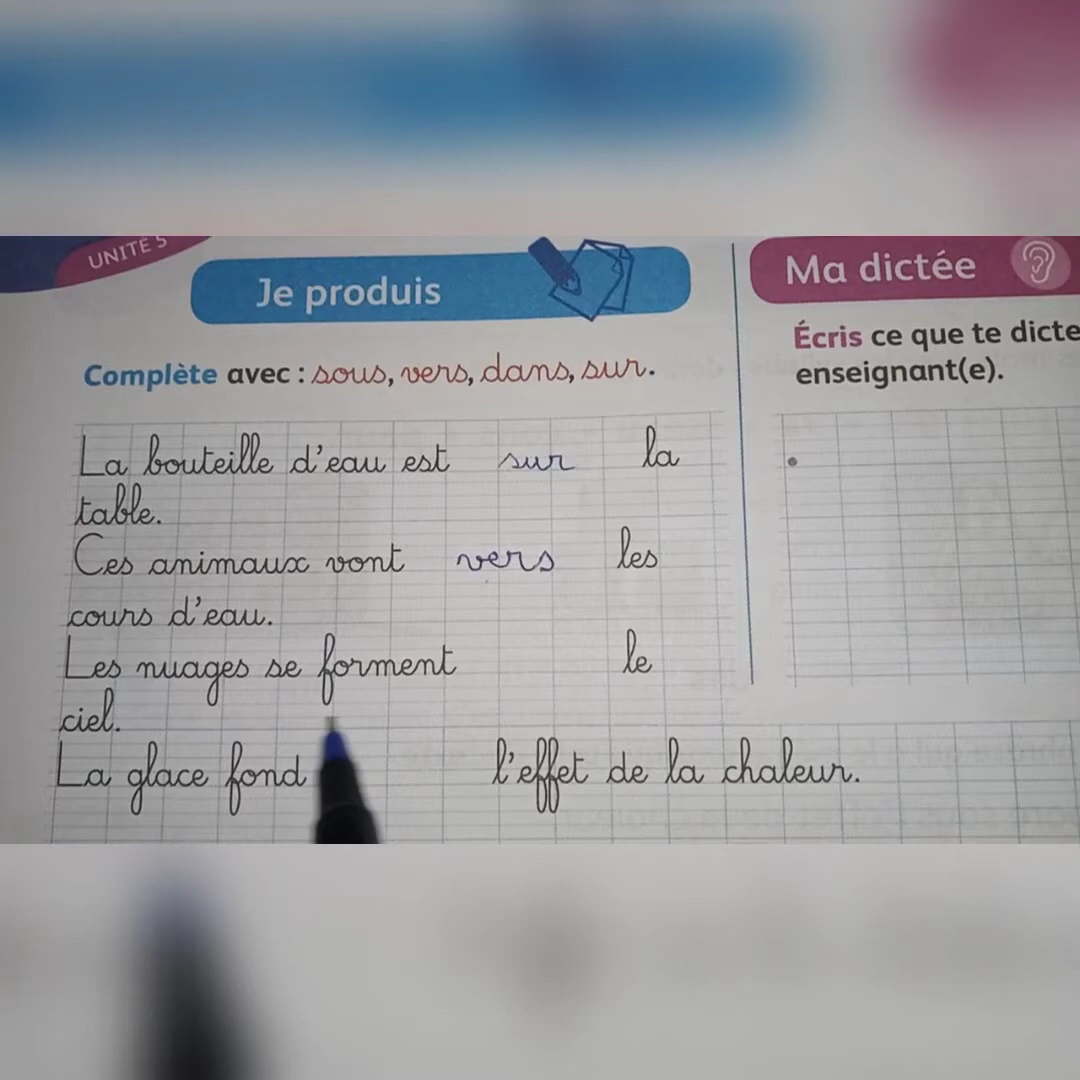 UNITÉ 5
Je produis
Complète avec : sous, vers, dans, sur.
La bouteille d'eau est sur la
table.
Ces animaux vont vers les
cours d'eau.
Les nuages se forment le
ciel.
La glace fond l'effet de la chaleur.
Ma dictée
Écris ce que te dicte
enseignant(e).